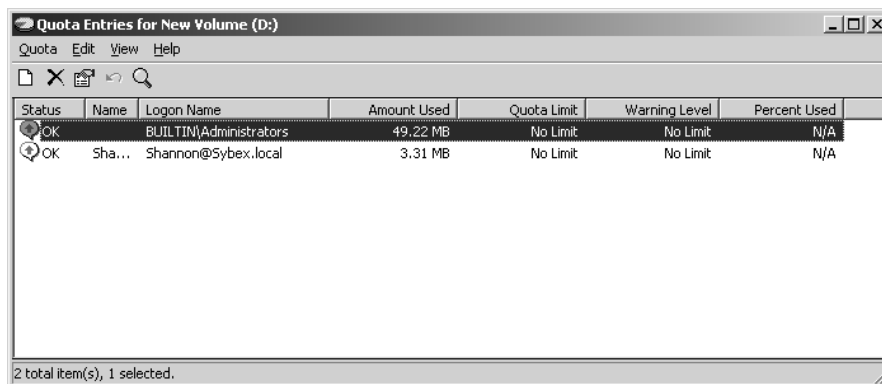 Quota Entries for New Volume (D:)
Quota Edit View Help
Status Name Logon Name Amount Used Quota Limit Warning Level Percent Used
OK BUILTIN\Administrators 49.22 MB No Limit No Limit N/A
OK Sha... Shannon@Sybex.local 3.31 MB No Limit No Limit N/A
2 total item(s), 1 selected.